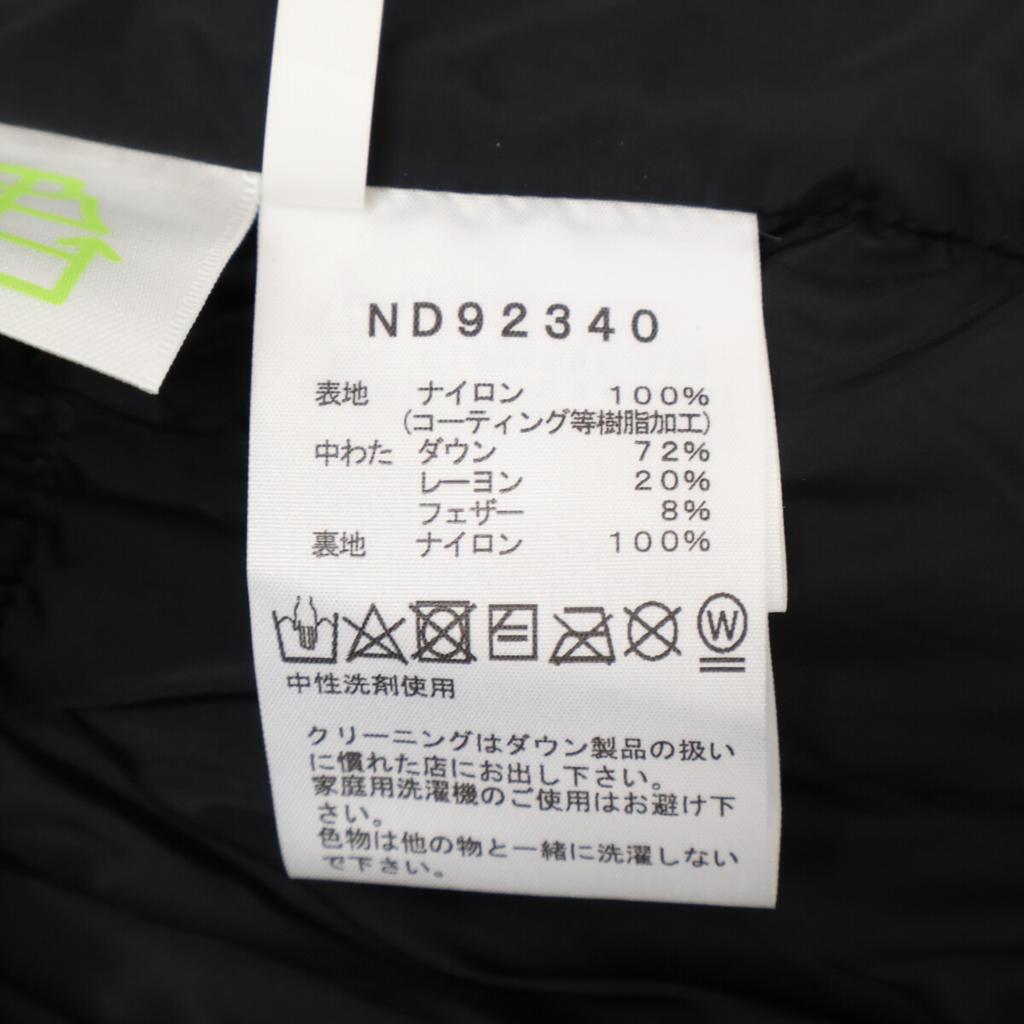 ND92340
表地 ナイロン 100%
(コーティング等樹脂加工)
中わた ダウン 72%
レーヨン 20%
フェザー 8%
裏地 ナイロン 100%
W
中性洗剤使用
クリーニングはダウン製品の扱い
に慣れた店にお出し下さい。
家庭用洗濯機のご使用はお避け下
さい。
色物は他の物と一緒に洗濯しない
で下さい。